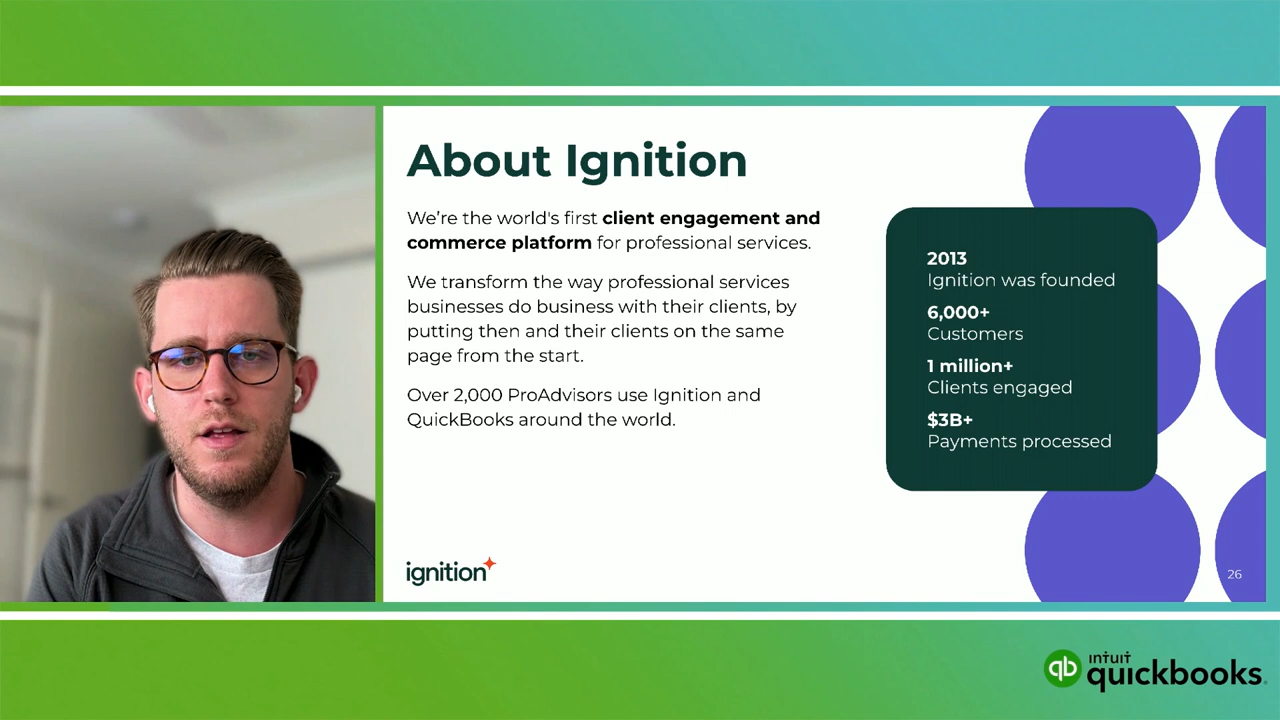 About Ignition
We’re the world's first client engagement and
commerce platform for professional services.
We transform the way professional services
businesses do business with their clients, by
putting then and their clients on the same
page from the start.
Over 2,000 ProAdvisors use Ignition and
QuickBooks around the world.
2013
Ignition was founded
6,000+
Customers
1 million+
Clients engaged
$3B+
Payments processed
ignition
26
qb
intuit
quickbooks.